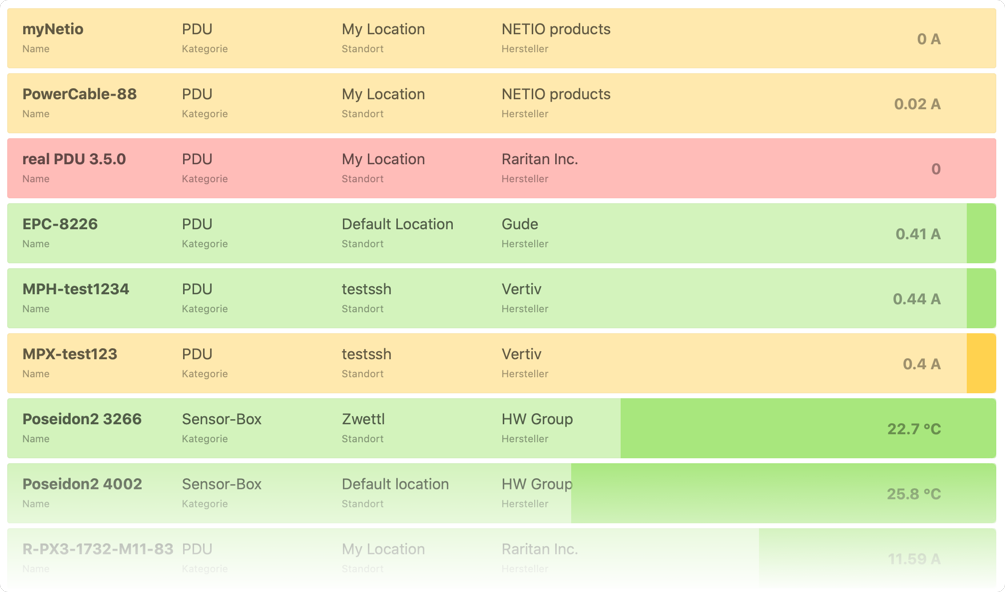 myNetio PDU My Location NETIO products 0 A
Name Kategorie Standort Hersteller
PowerCable-88 PDU My Location NETIO products 0.02 A
Name Kategorie Standort Hersteller
real PDU 3.5.0 PDU My Location Raritan Inc. 0
Name Kategorie Standort Hersteller
EPC-8226 PDU Default Location Gude 0.41 A
Name Kategorie Standort Hersteller
MPH-test1234 PDU testssh Vertiv 0.44 A
Name Kategorie Standort Hersteller
MPX-test123 PDU testssh Vertiv 0.4 A
Name Kategorie Standort Hersteller
Poseidon2 3266 Sensor-Box Zwettl HW Group 22.7 °C
Name Kategorie Standort Hersteller
Poseidon2 4002 Sensor-Box Default location HW Group 25.8 °C
Name Kategorie Standort Hersteller
R-PX3-1732-M11-83 PDU My Location Raritan Inc. 11.59 A
Name Kategorie Standort Hersteller